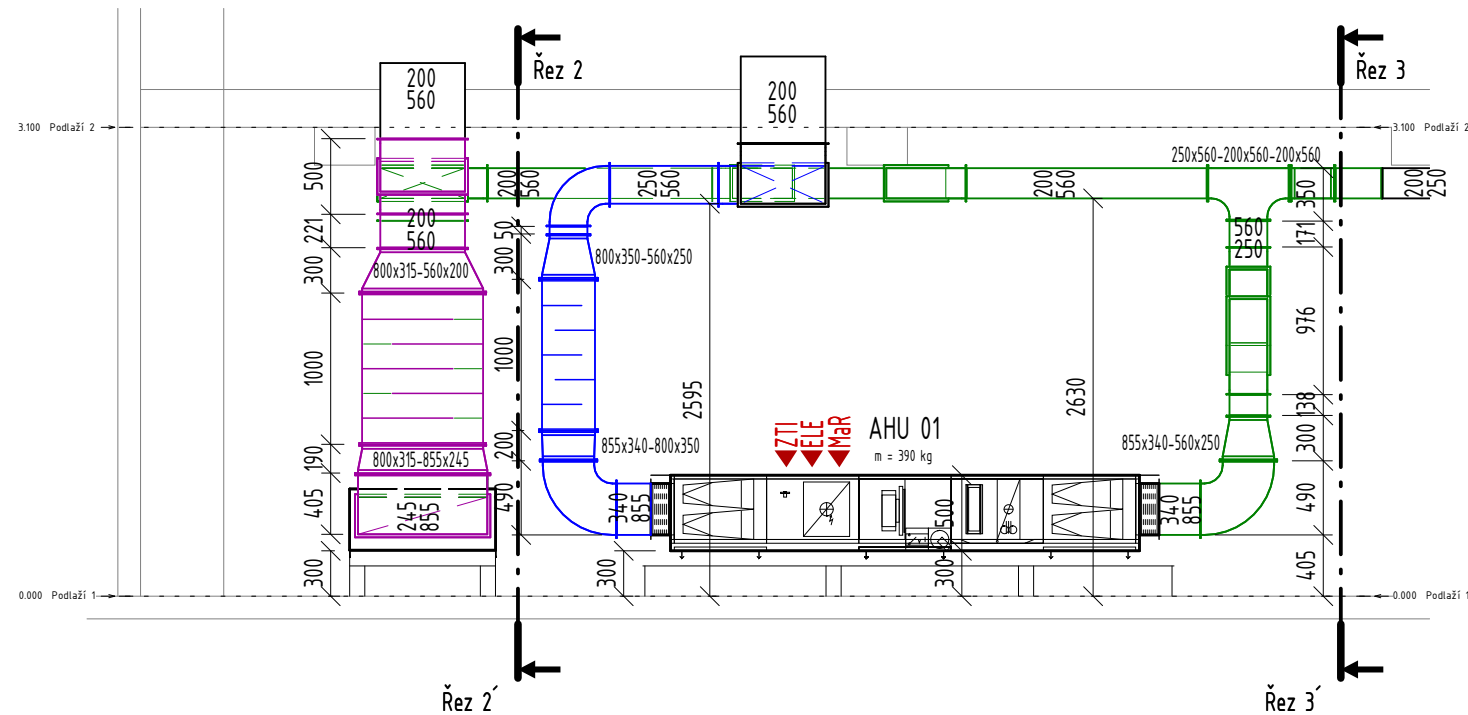 Řez 2
Řez 3
200
560
200
560
3.100 Podlaží 2
3.100 Podlaží 2
250x560-200x560-200x560
500
200
560
250
560
200
560
350
200
250
221
200
560
50
560
250
171
300
800x315-560x200
300
800x350-560x250
1000
1000
2595
2630
976
138
ZTI
ELE
MaR
AHU 01
m = 390 kg
190
800x315-855x245
200
855x340-800x350
855x340-560x250
300
405
245
855
490
340
855
500
340
855
490
300
300
300
405
0.000 Podlaží 1
0.000 Podlaží 1
Řez 2´
Řez 3´